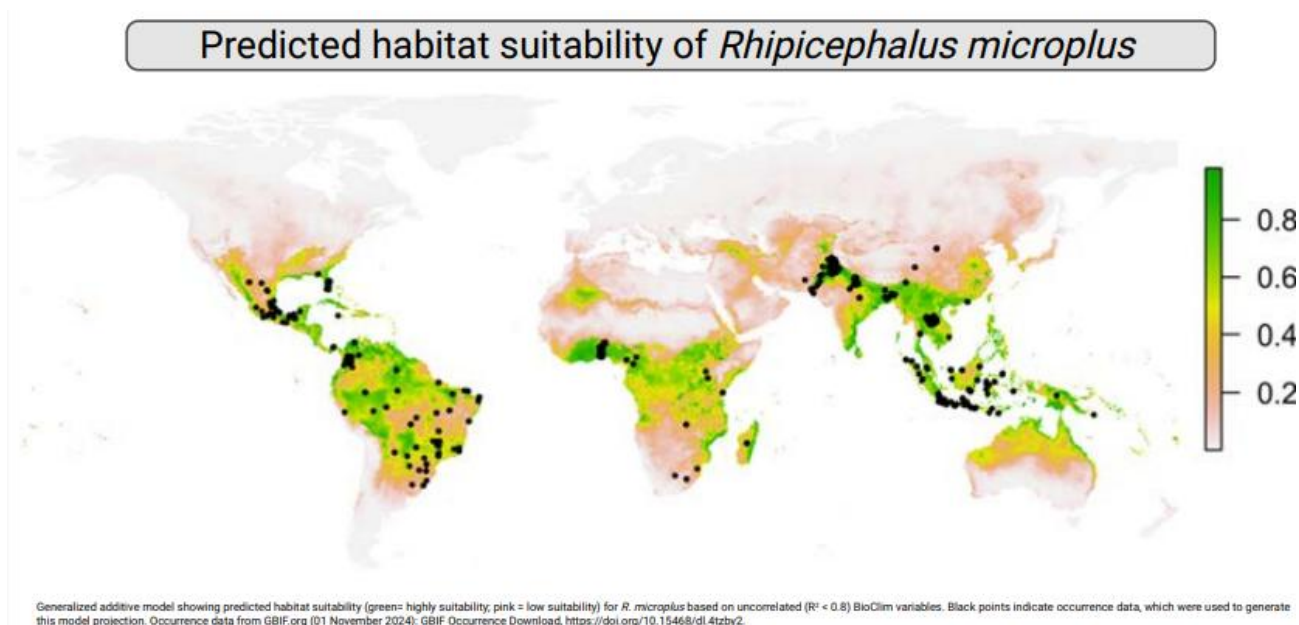 Predicted habitat suitability of Rhipicephalus microplus
0.8
0.6
0.4
0.2
Generalized additive model showing predicted habitat suitability (green= highly suitability; pink = low suitability) for R. microplus based on uncorrelated (R² < 0.8) BioClim variables. Black points indicate occurrence data, which were used to generate
this model projection. Occurrence data from GBIF.org (01 November 2024); GBIF Occurrence Download, https://doi.org/10.15468/dl.4tzby2.